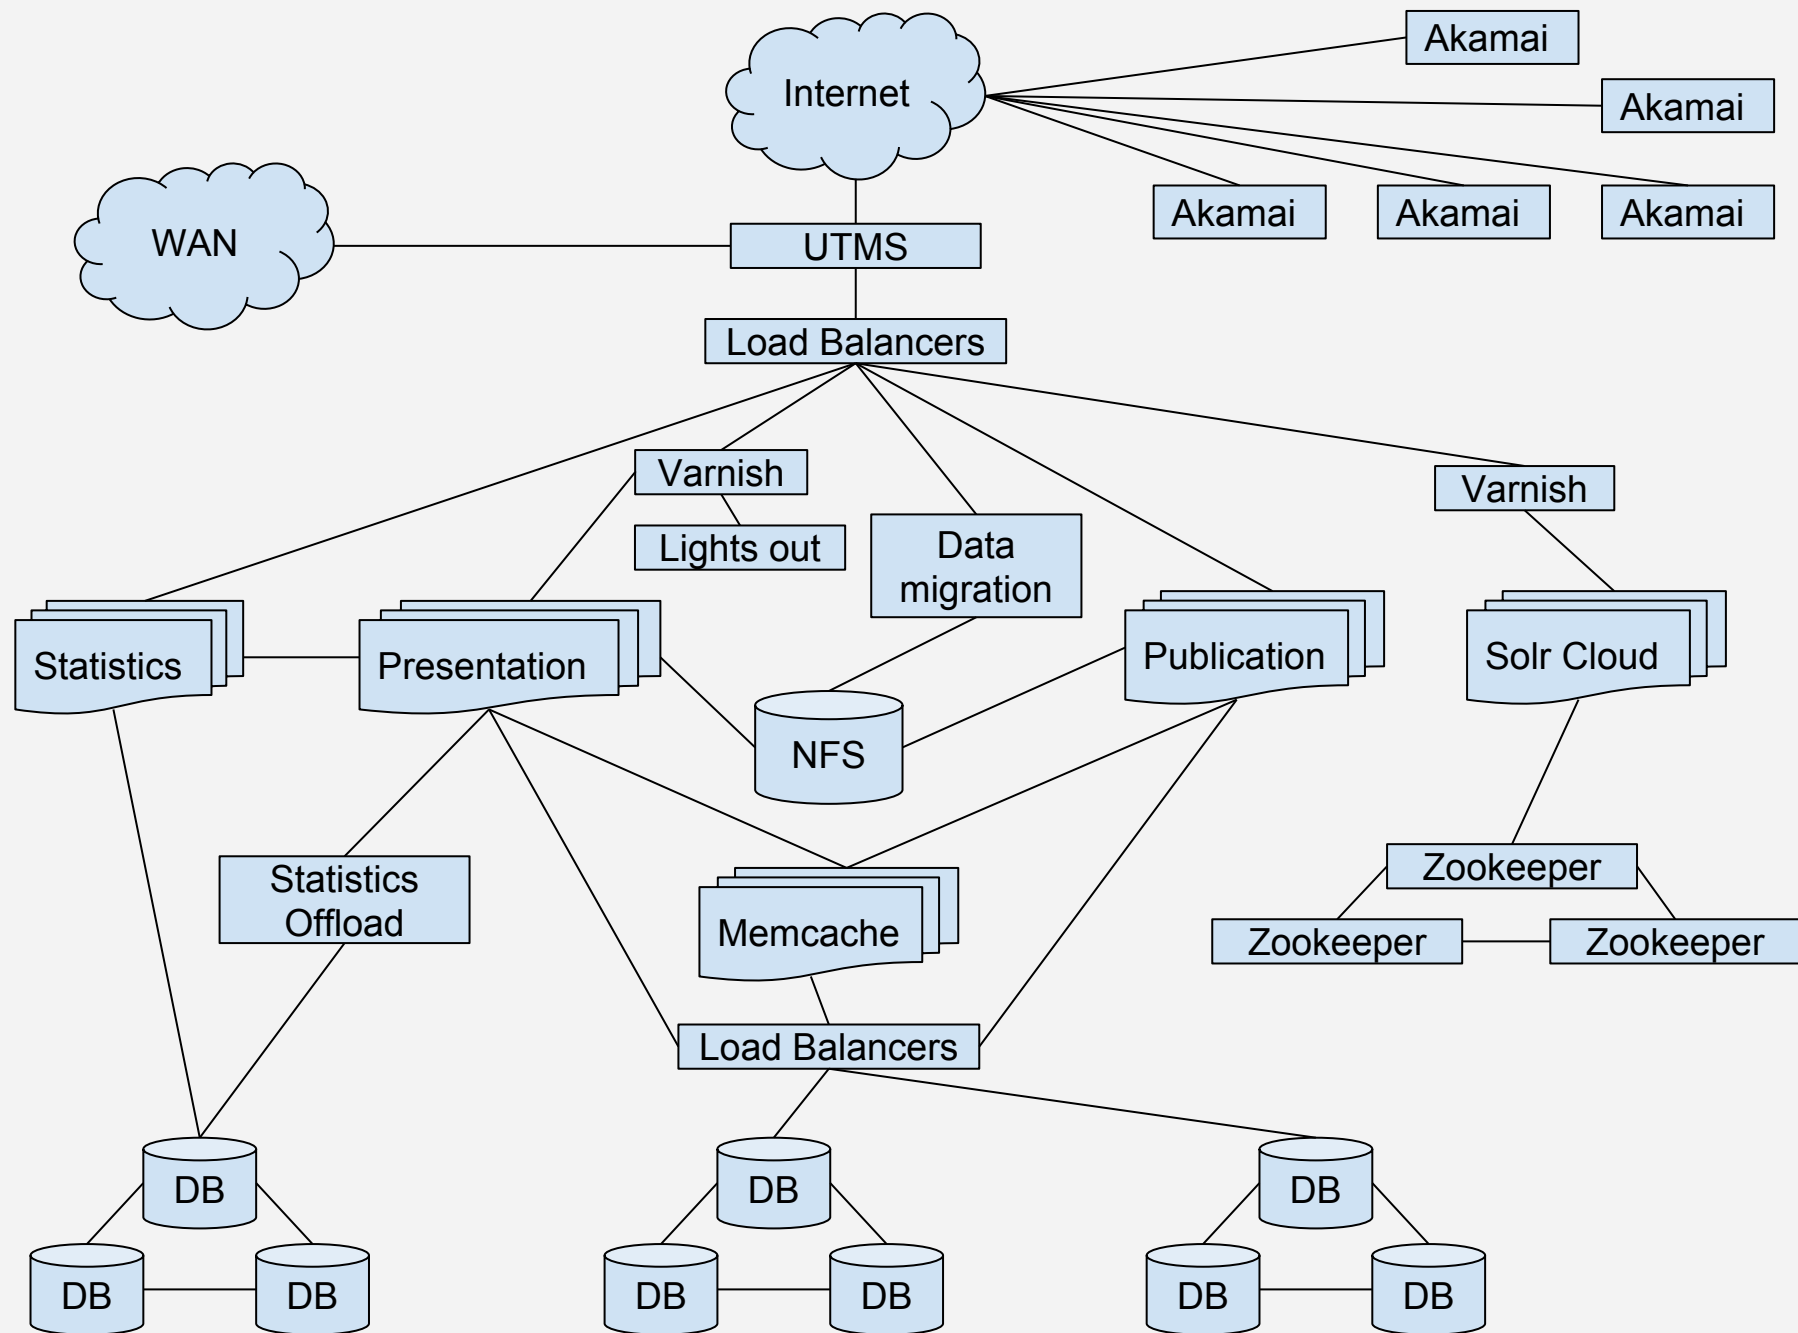 Akamai
Internet
Akamai
Akamai
Akamai
Akamai
WAN
UTMS
Load Balancers
Varnish
Varnish
Lights out
Data
migration
Statistics
Presentation
Publication
Solr Cloud
NFS
Statistics
Offload
Zookeeper
Memcache
Zookeeper
Zookeeper
Load Balancers
DB
DB
DB
DB
DB
DB
DB
DB
DB